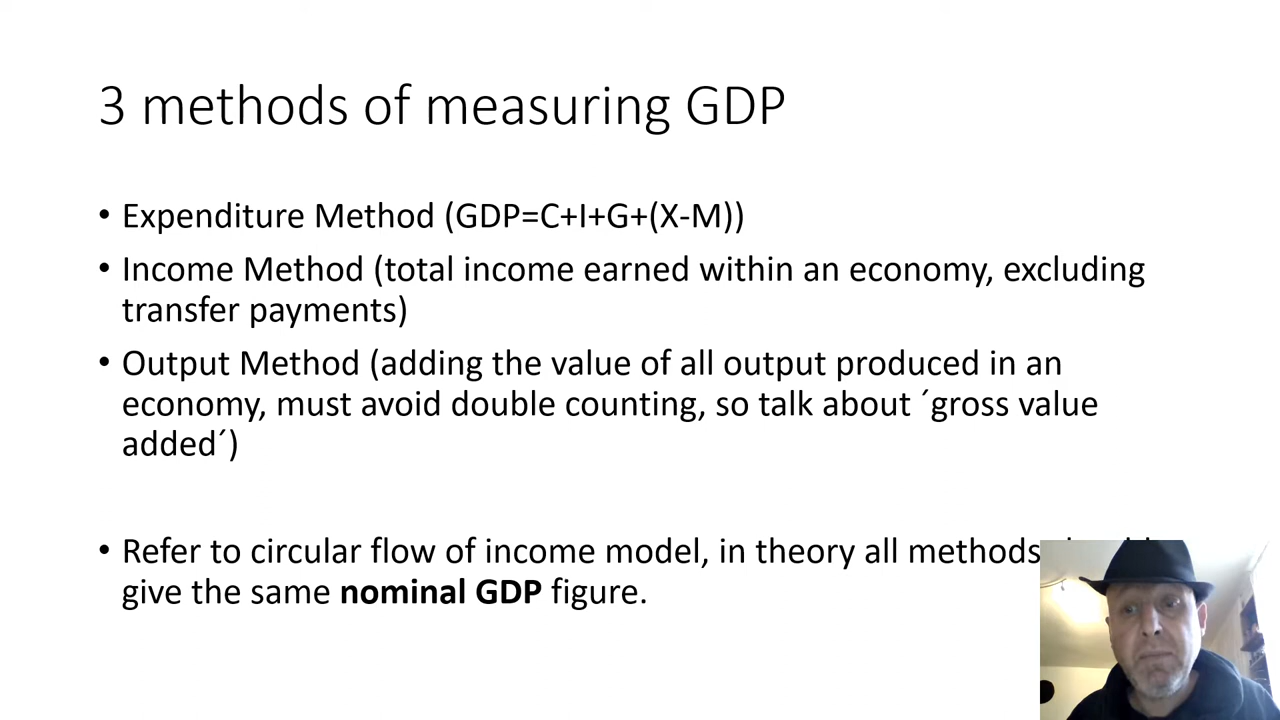 3 methods of measuring GDP
• Expenditure Method (GDP=C+I+G+(X-M))
• Income Method (total income earned within an economy, excluding
transfer payments)
• Output Method (adding the value of all output produced in an
economy, must avoid double counting, so talk about ´gross value
added´)
• Refer to circular flow of income model, in theory all methods
give the same nominal GDP figure.